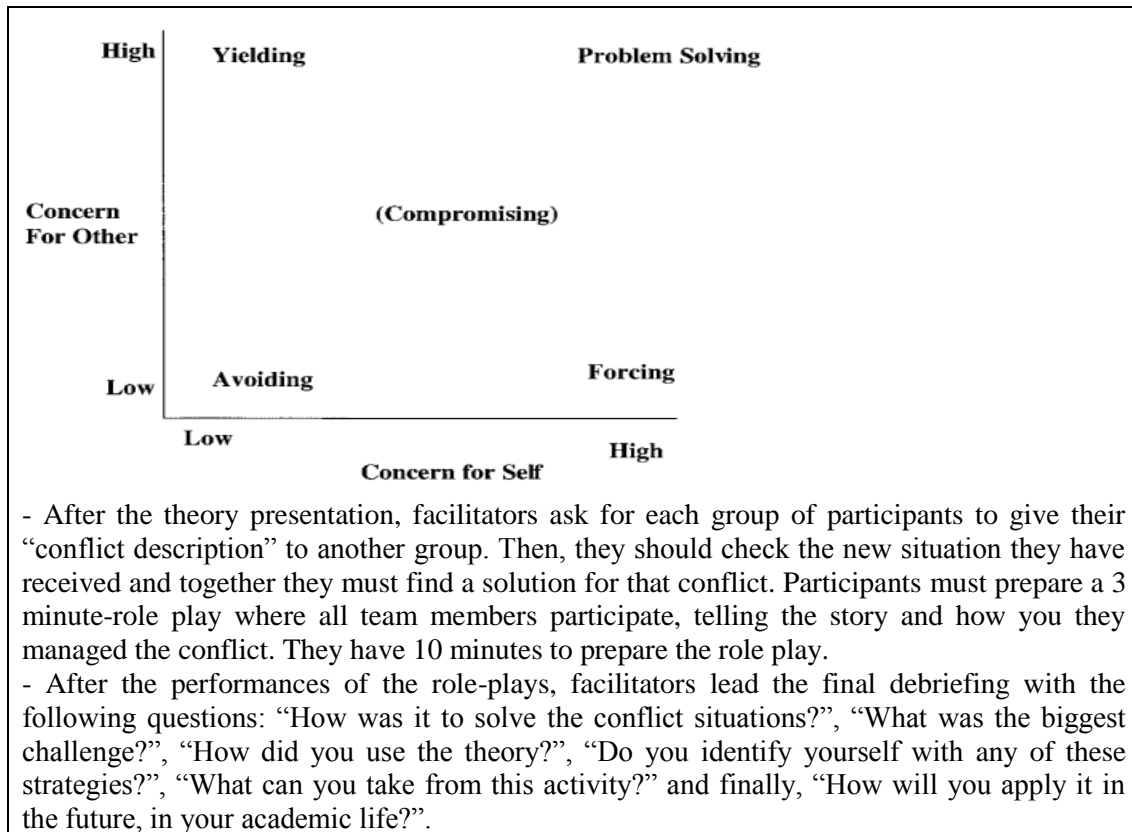 High Yielding Problem Solving
Concern
For Other
(Compromising)
Low Avoiding Forcing
Low High
Concern for Self
- After the theory presentation, facilitators ask for each group of participants to give their
“conflict description” to another group. Then, they should check the new situation they have
received and together they must find a solution for that conflict. Participants must prepare a 3
minute-role play where all team members participate, telling the story and how you they
managed the conflict. They have 10 minutes to prepare the role play.
- After the performances of the role-plays, facilitators lead the final debriefing with the
following questions: “How was it to solve the conflict situations?”, “What was the biggest
challenge?”, “How did you use the theory?”, “Do you identify yourself with any of these
strategies?”, “What can you take from this activity?” and finally, “How will you apply it in
the future, in your academic life?”.